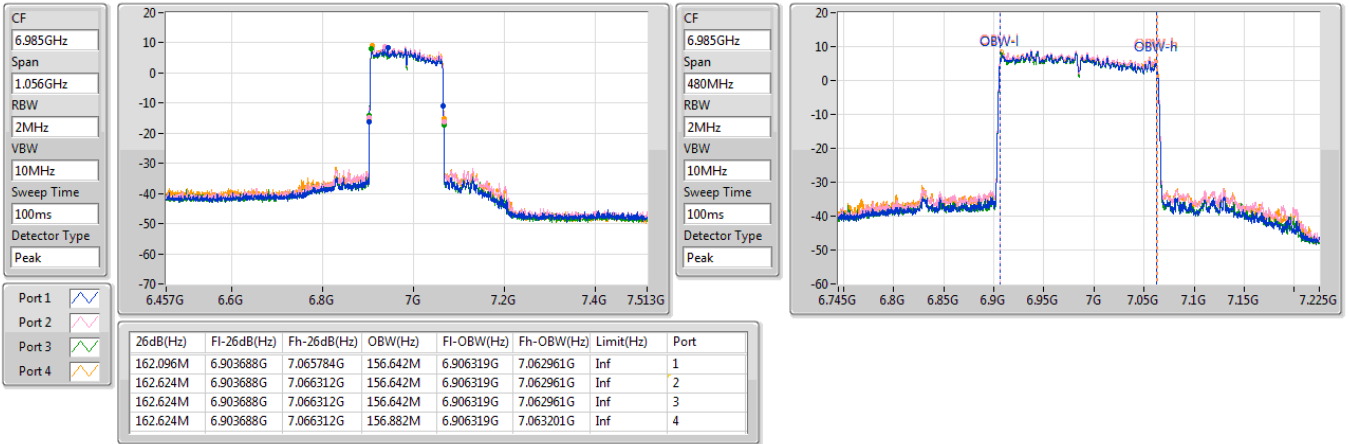 CF
6.985GHz
Span
1.056GHz
RBW
2MHz
VBW
10MHz
Sweep Time
100ms
Detector Type
Peak
20
10
0
-10
-20
-30
-40
-50
-60
-70
6.457G 6.6G 6.8G 7G 7.2G 7.4G 7.513G
CF
6.985GHz
Span
480MHz
RBW
2MHz
VBW
10MHz
Sweep Time
100ms
Detector Type
Peak
20
10
0
-10
-20
-30
-40
-50
-60
OBW-l
OBW-h
6.745G 6.8G 6.85G 6.9G 6.95G 7G 7.05G 7.1G 7.15G 7.225G
Port 1
Port 2
Port 3
Port 4
26dB(Hz) Fl-26dB(Hz) Fh-26dB(Hz) OBW(Hz) Fl-OBW(Hz) Fh-OBW(Hz) Limit(Hz) Port
162.096M 6.903688G 7.065784G 156.642M 6.906319G 7.062961G Inf 1
162.624M 6.903688G 7.066312G 156.642M 6.906319G 7.062961G Inf 2
162.624M 6.903688G 7.066312G 156.642M 6.906319G 7.062961G Inf 3
162.624M 6.903688G 7.066312G 156.882M 6.906319G 7.063201G Inf 4